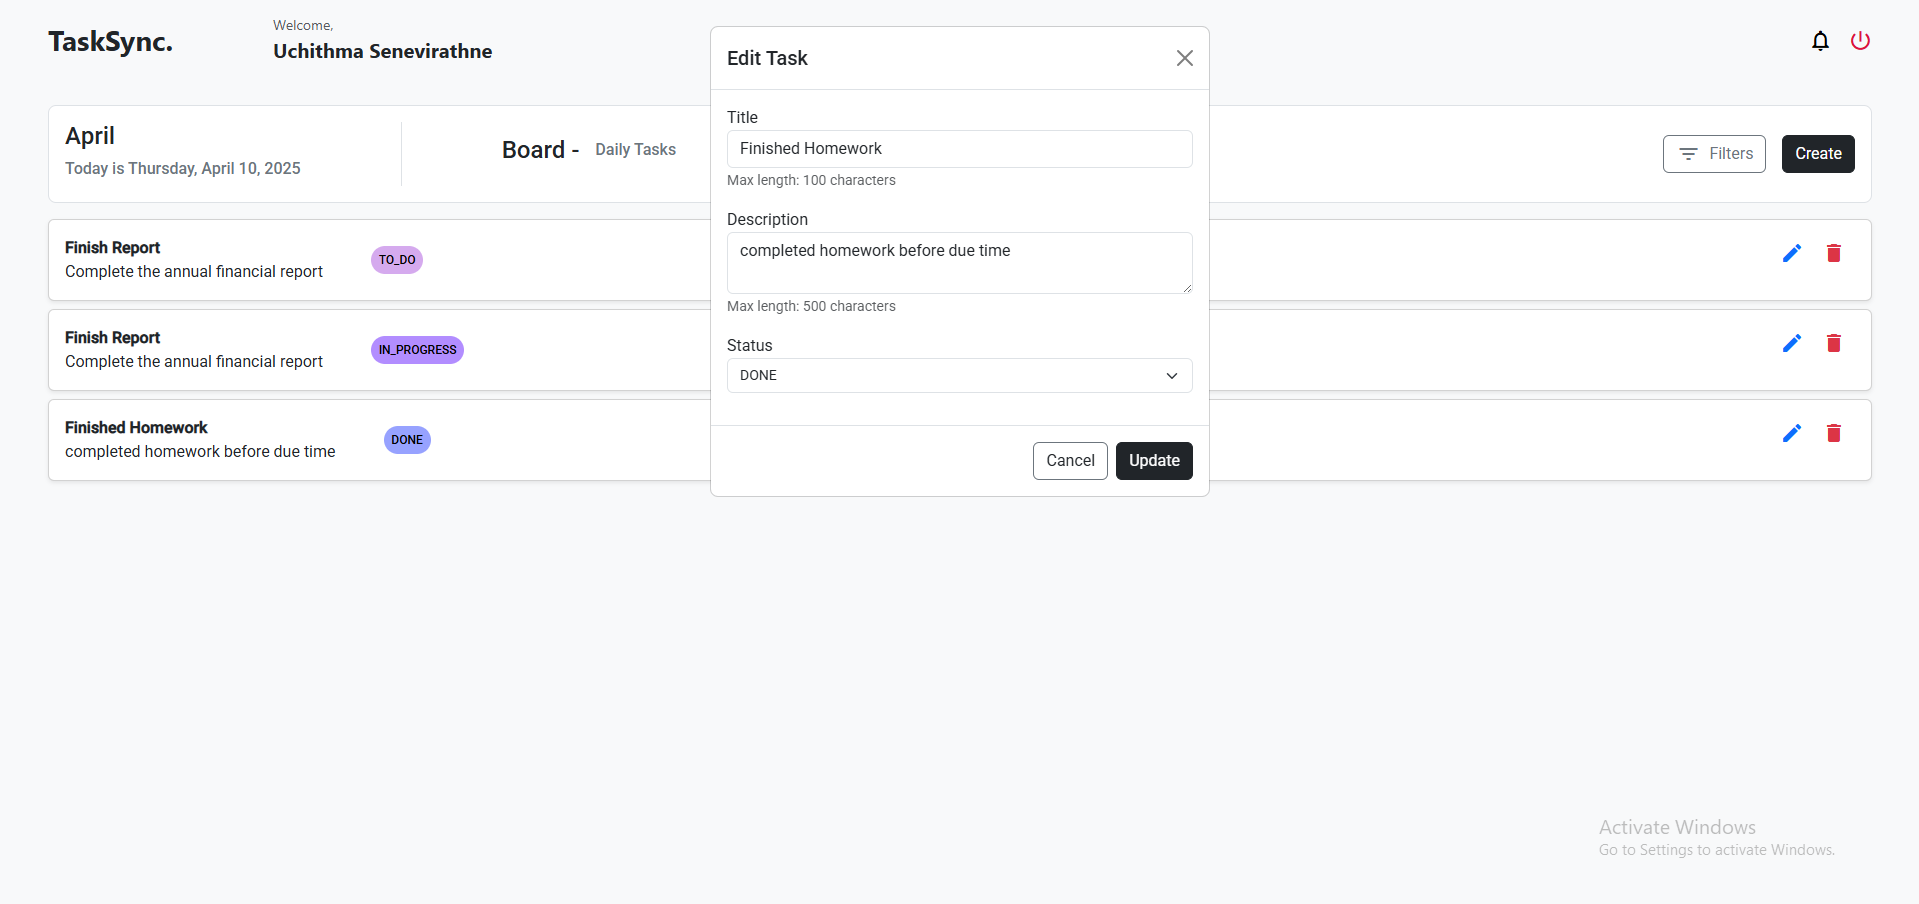 TaskSync.
Welcome,
Uchithma Senevirathne
April
Today is Thursday, April 10, 2025
Board - Daily Tasks
Filters
Create
Finish Report
Complete the annual financial report
TO_DO
Finish Report
Complete the annual financial report
IN_PROGRESS
Finished Homework
completed homework before due time
DONE
Edit Task
Title
Finished Homework
Max length: 100 characters
Description
completed homework before due time
Max length: 500 characters
Status
DONE
Cancel
Update
Activate Windows
Go to Settings to activate Windows.